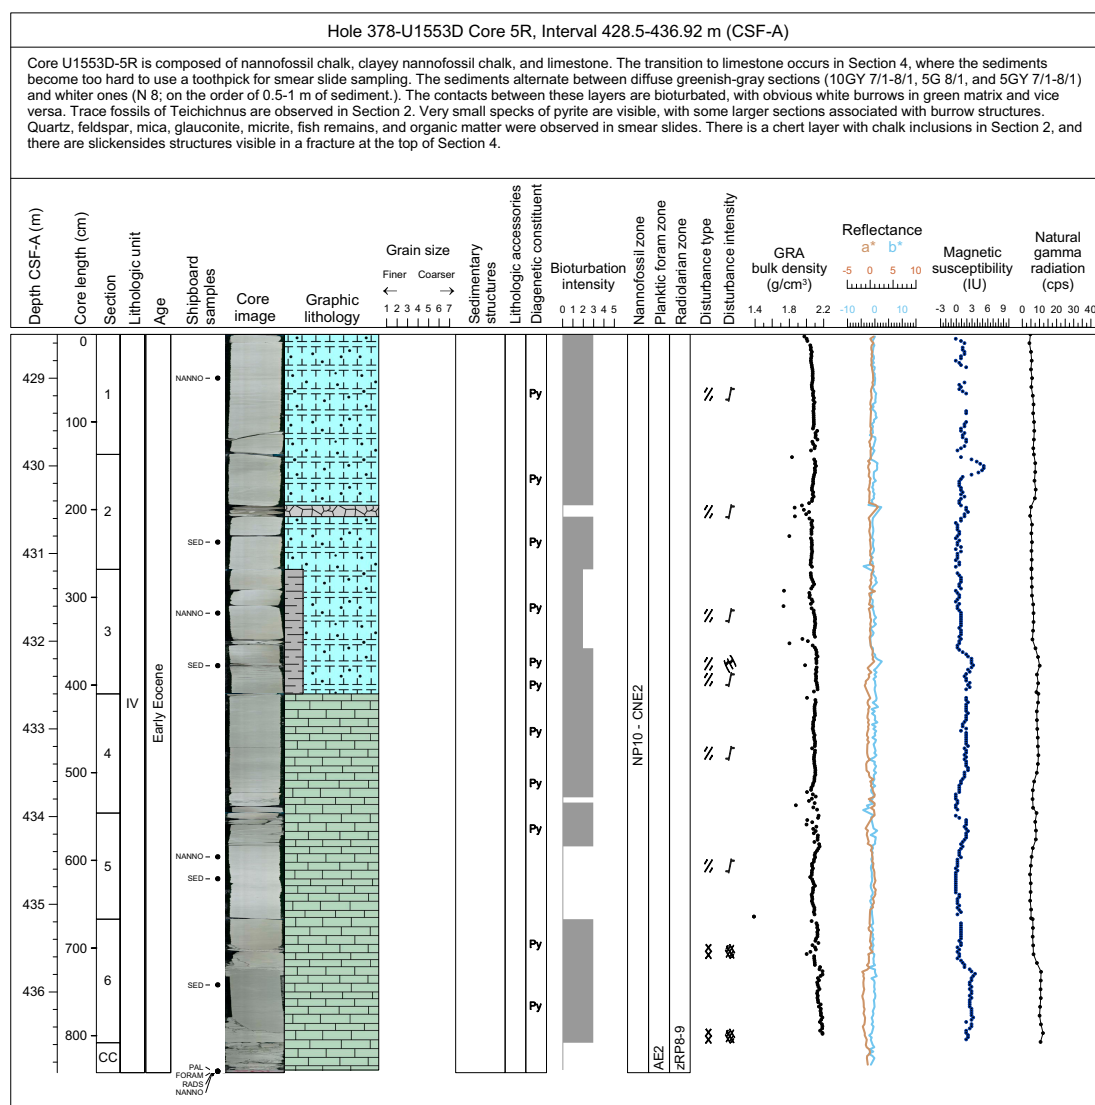 Hole 378-U1553D Core 5R, Interval 428.5-436.92 m (CSF-A)
Core U1553D-5R is composed of nannofossil chalk, clayey nannofossil chalk, and limestone. The transition to limestone occurs in Section 4, where the sediments
become too hard to use a toothpick for smear slide sampling. The sediments alternate between diffuse greenish-gray sections (10GY 7/1-8/1, 5G 8/1, and 5GY 7/1-8/1)
and whiter ones (N 8; on the order of 0.5-1 m of sediment.). The contacts between these layers are bioturbated, with obvious white burrows in green matrix and vice
versa. Trace fossils of Teichichnus are observed in Section 2. Very small specks of pyrite are visible, with some larger sections associated with burrow structures.
Quartz, feldspar, mica, glauconite, micrite, fish remains, and organic matter were observed in smear slides. There is a chert layer with chalk inclusions in Section 2, and
there are slickensides structures visible in a fracture at the top of Section 4.
Depth CSF-A (m)
Core length (cm)
Section
Lithologic unit
Age
Shipboard
samples
Core
image
Graphic
lithology
Grain size
Finer Coarser
1 2 3 4 5 6 7
Sedimentary
structures
Lithologic accessories
Diagenetic constituent
Bioturbation
intensity
0 1 2 3 4 5
Nannofossil zone
Planktic foram zone
Radiolarian zone
Disturbance type
Disturbance intensity
GRA
bulk density
(g/cm³)
1.4 1.8 2.2
Reflectance
a* b*
-5 0 5 10
-10 0 10
Magnetic
susceptibility
(IU)
-3 0 3 6 9
Natural
gamma
radiation
(cps)
0 10 20 30 40
429
430
431
432
433
434
435
436
0
100
200
300
400
500
600
700
800
1
2
3
4
5
6
CC
IV
Early Eocene
NANNO
SED
NANNO
SED
NANNO
SED
SED
PAL
FORAM
RADS
NANNO
Py
Py
Py
Py
Py
Py
Py
Py
Py
Py
Py
NP10 - CNE2
AE2
zRP8-9